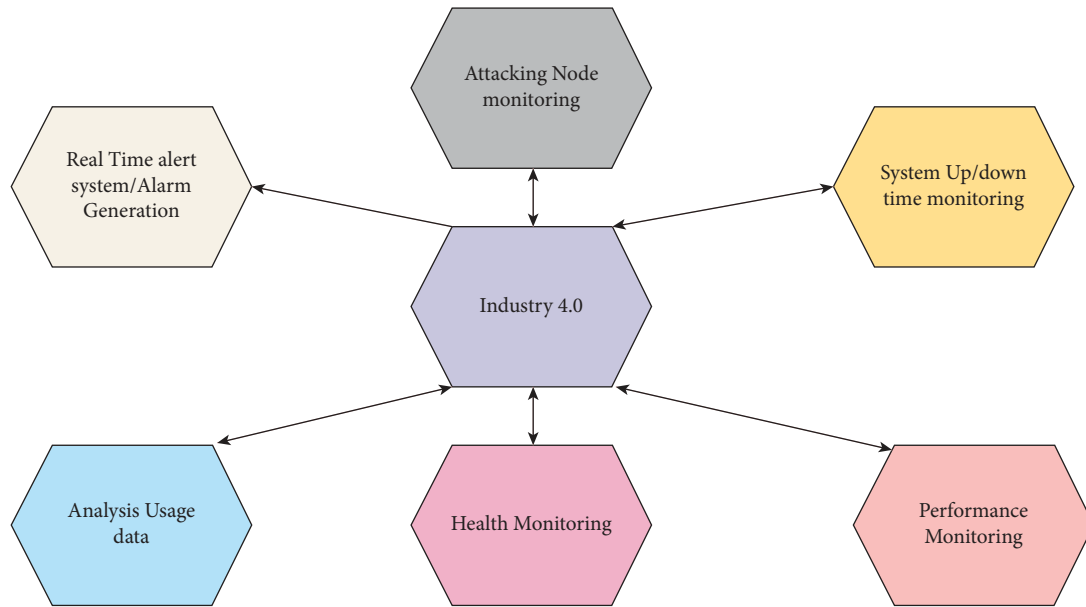 Attacking Node
monitoring
Real Time alert
system/Alarm
Generation
System Up/down
time monitoring
Industry 4.0
Analysis Usage
data
Health Monitoring
Performance
Monitoring